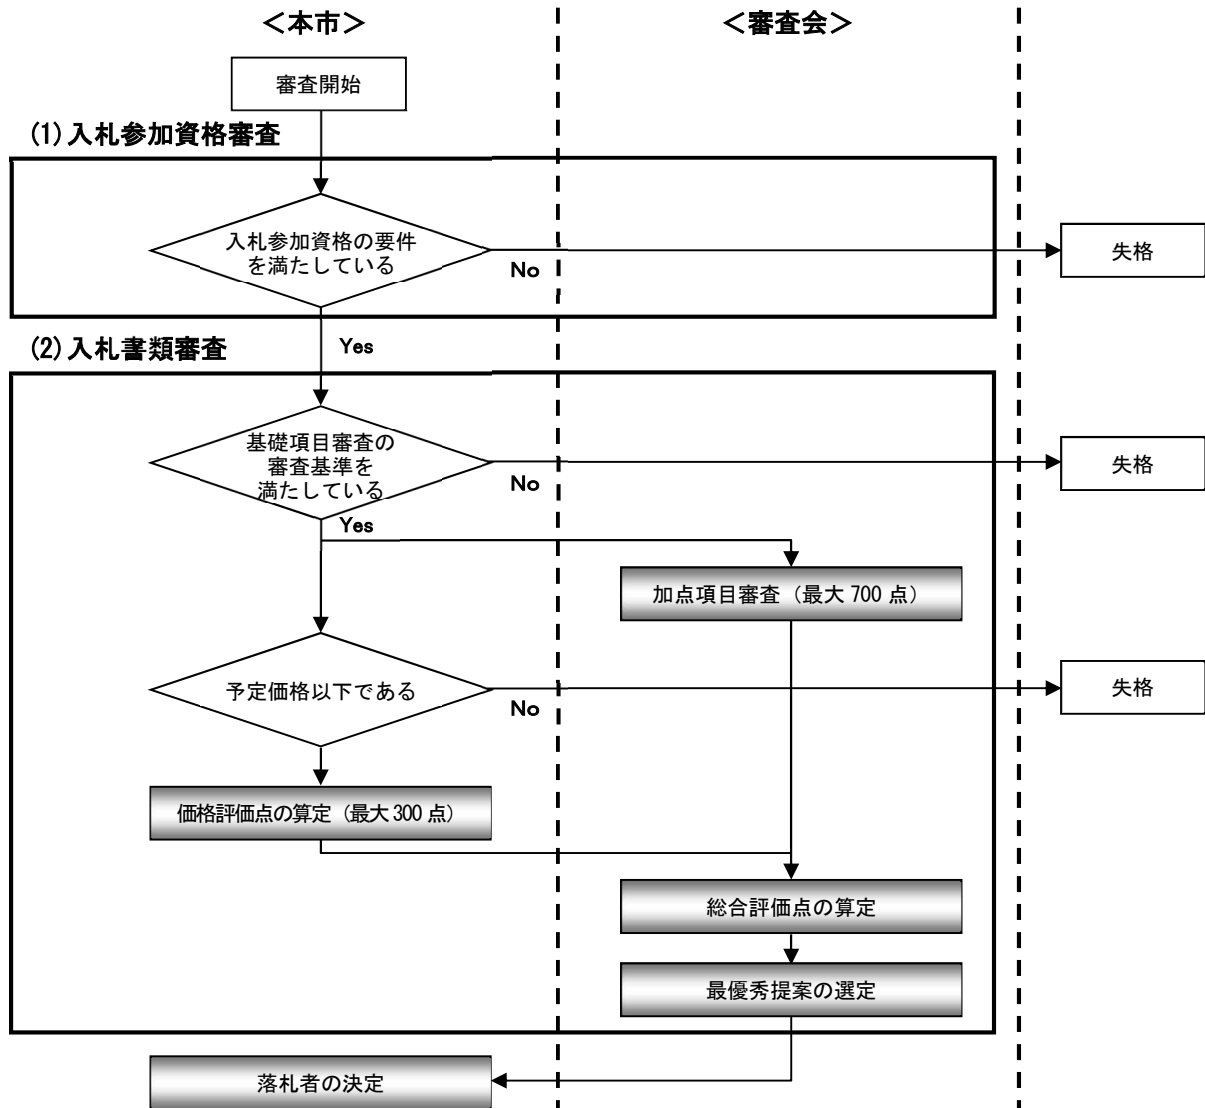 ＜本市＞
＜審査会＞
審査開始
(1)入札参加資格審査
入札参加資格の要件
を満たしている
No
失格
Yes
(2)入札書類審査
基礎項目審査の
審査基準を
満たしている
No
失格
Yes
加点項目審査（最大 700 点）
予定価格以下である
No
失格
価格評価点の算定（最大 300 点）
総合評価点の算定
最優秀提案の選定
落札者の決定